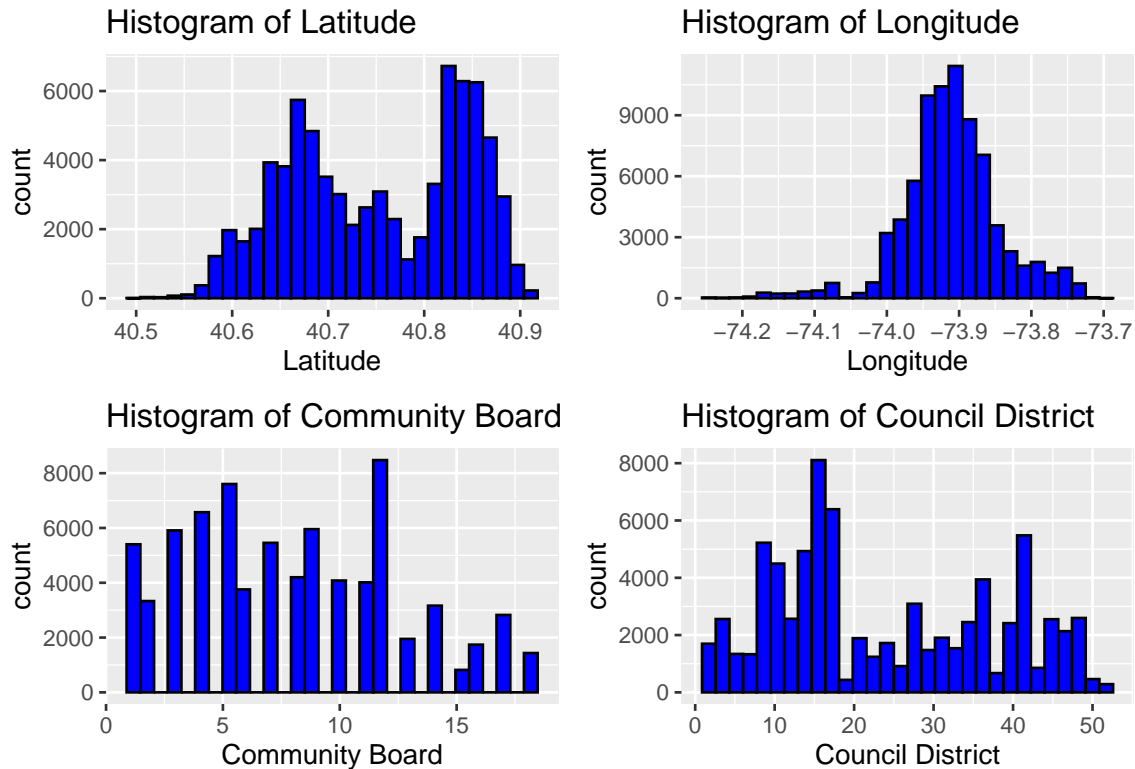 Histogram of Latitude
6000
4000
2000
0
count
40.5 40.6 40.7 40.8 40.9
Latitude
Histogram of Longitude
9000
6000
3000
0
count
−74.2 −74.1 −74.0 −73.9 −73.8 −73.7
Longitude
Histogram of Community Board
8000
6000
4000
2000
0
count
0 5 10 15
Community Board
Histogram of Council District
8000
6000
4000
2000
0
count
0 10 20 30 40 50
Council District